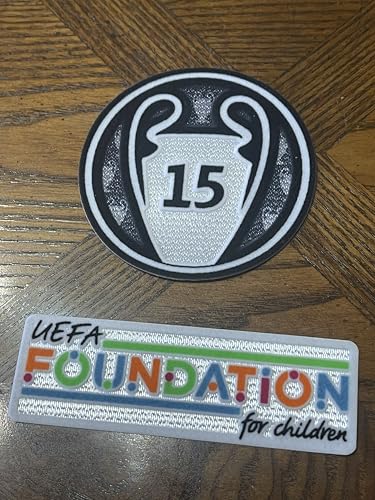 15
UEFA
FOUNDATION
for children